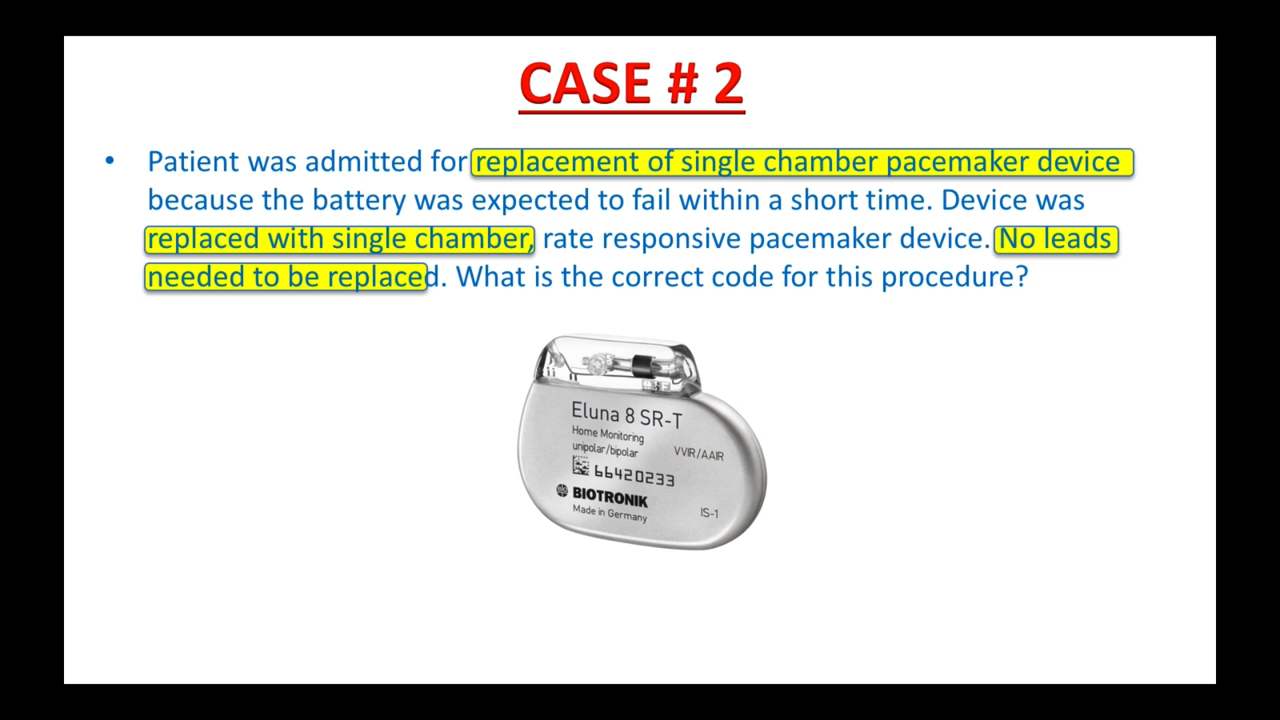 CASE # 2
• Patient was admitted for replacement of single chamber pacemaker device
because the battery was expected to fail within a short time. Device was
replaced with single chamber, rate responsive pacemaker device. No leads
needed to be replaced. What is the correct code for this procedure?
Eluna 8 SR-T
Home Monitoring
unipolar/bipolar
VVIR/AAIR
66420233
BIOTRONIK
Made in Germany
IS-1